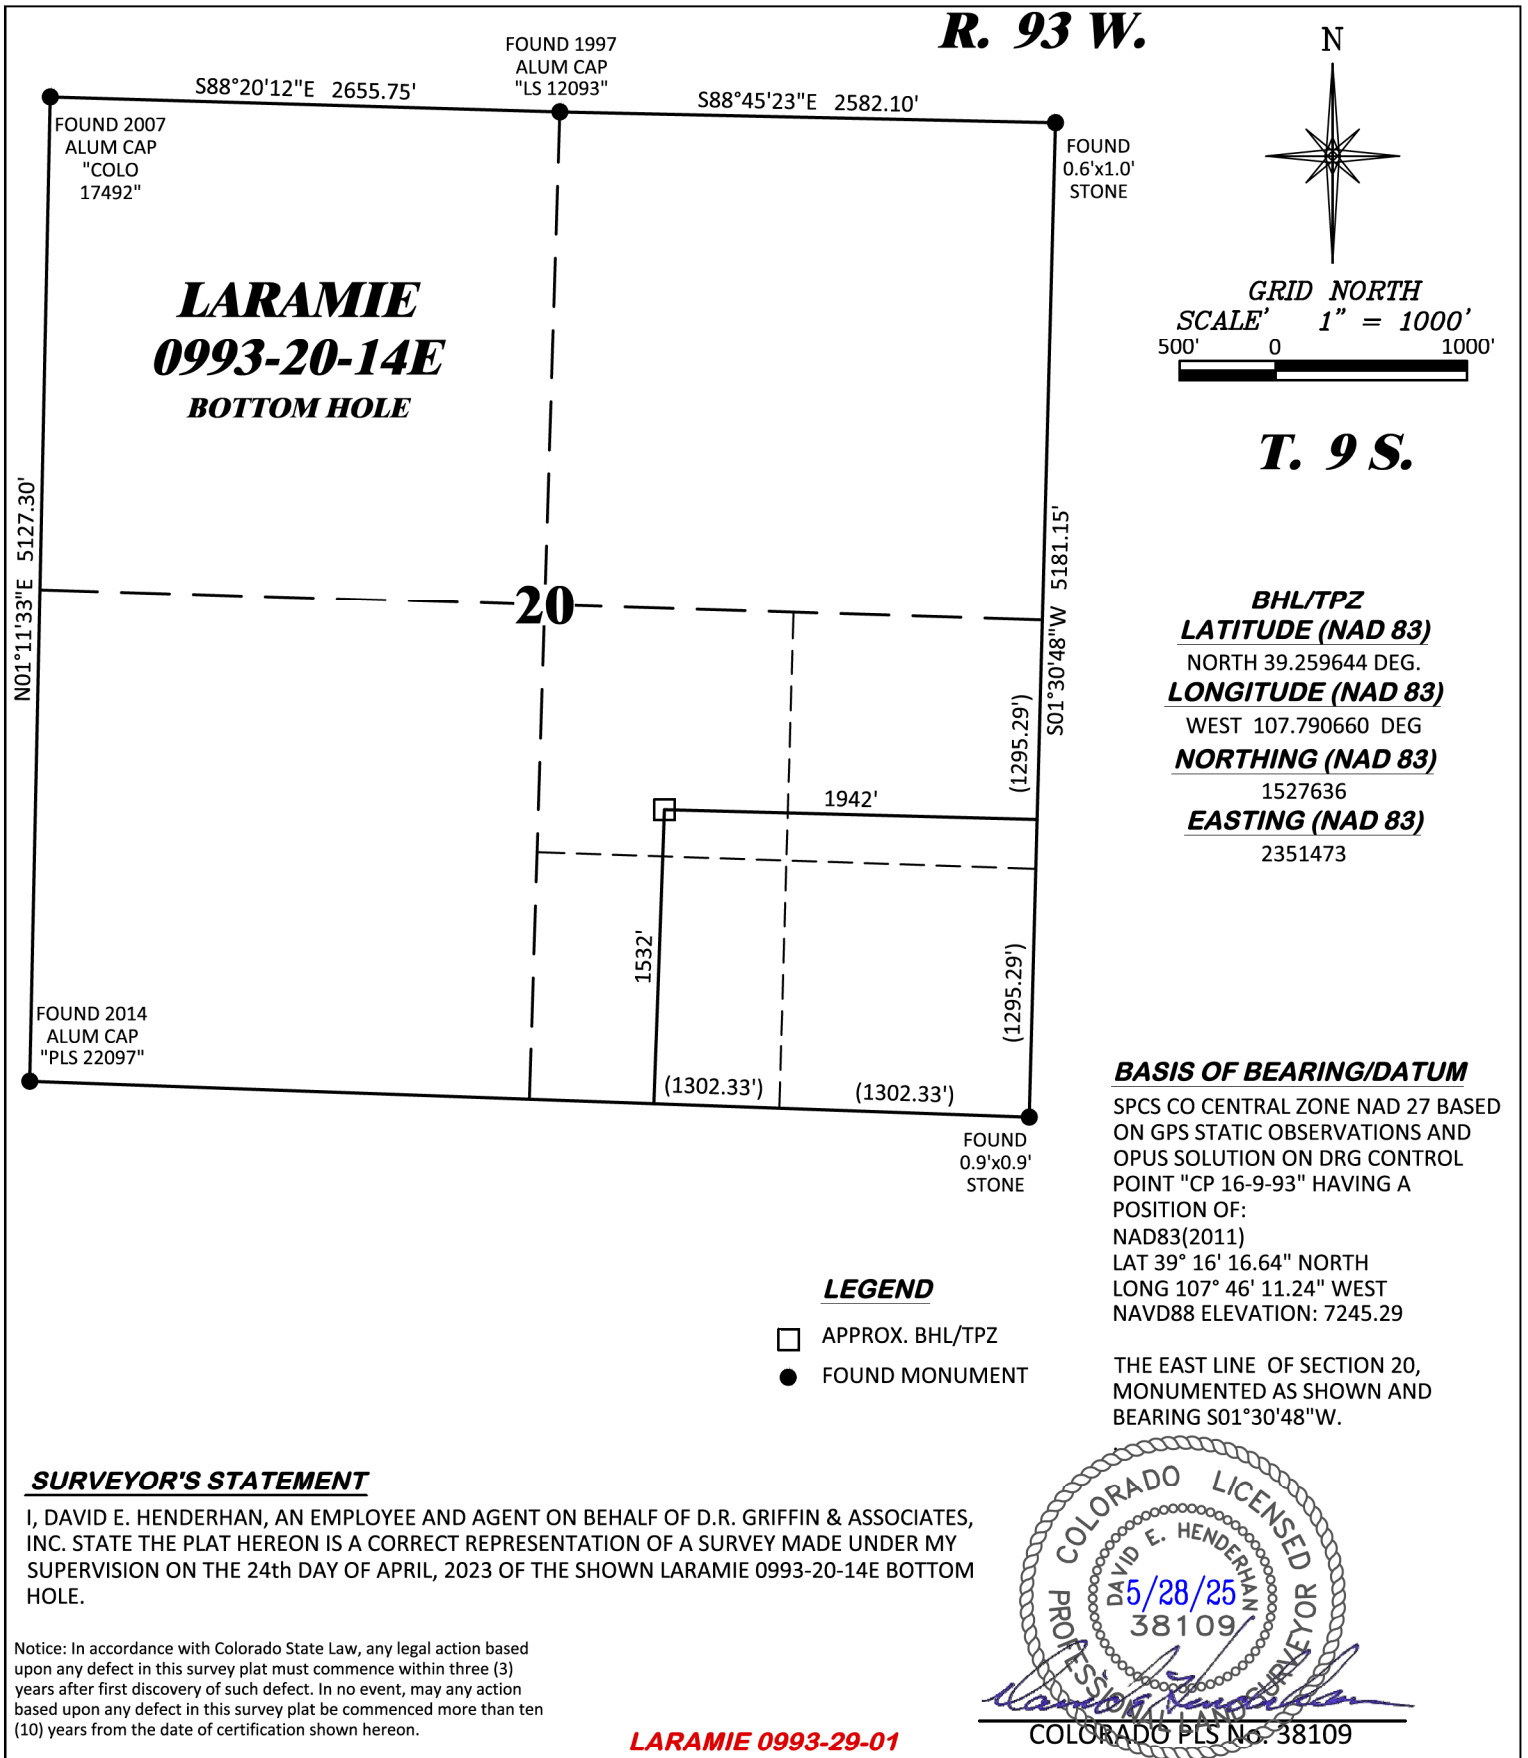 R. 93 W.
N
FOUND 1997
ALUM CAP
"LS 12093"
S88°20'12"E 2655.75'
S88°45'23"E 2582.10'
FOUND 2007
ALUM CAP
"COLO
17492"
FOUND
0.6'x1.0'
STONE
LARAMIE
0993-20-14E
BOTTOM HOLE
GRID NORTH
SCALE' 1" = 1000'
500' 0 1000'
T. 9 S.
N01°11'33"E 5127.30'
S01°30'48"W 5181.15'
20
BHL/TPZ
LATITUDE (NAD 83)
NORTH 39.259644 DEG.
LONGITUDE (NAD 83)
WEST 107.790660 DEG
NORTHING (NAD 83)
1527636
EASTING (NAD 83)
2351473
(1295.29')
1942'
1532'
(1295.29')
(1302.33')
(1302.33')
FOUND 2014
ALUM CAP
"PLS 22097"
FOUND
0.9'x0.9'
STONE
BASIS OF BEARING/DATUM
SPCS CO CENTRAL ZONE NAD 27 BASED
ON GPS STATIC OBSERVATIONS AND
OPUS SOLUTION ON DRG CONTROL
POINT "CP 16-9-93" HAVING A
POSITION OF:
NAD83(2011)
LAT 39° 16' 16.64" NORTH
LONG 107° 46' 11.24" WEST
NAVD88 ELEVATION: 7245.29
THE EAST LINE OF SECTION 20,
MONUMENTED AS SHOWN AND
BEARING S01°30'48"W.
.
LEGEND
APPROX. BHL/TPZ
FOUND MONUMENT
SURVEYOR'S STATEMENT
I, DAVID E. HENDERHAN, AN EMPLOYEE AND AGENT ON BEHALF OF D.R. GRIFFIN & ASSOCIATES,
INC. STATE THE PLAT HEREON IS A CORRECT REPRESENTATION OF A SURVEY MADE UNDER MY
SUPERVISION ON THE 24th DAY OF APRIL, 2023 OF THE SHOWN LARAMIE 0993-20-14E BOTTOM
HOLE.
Notice: In accordance with Colorado State Law, any legal action based
upon any defect in this survey plat must commence within three (3)
years after first discovery of such defect. In no event, may any action
based upon any defect in this survey plat be commenced more than ten
(10) years from the date of certification shown hereon.
COLORADO LICENSED
PROFESSIONAL LAND SURVEYOR
DAVID E. HENDERHAN
5/28/25
38109
COLORADO PLS No. 38109
LARAMIE 0993-29-01